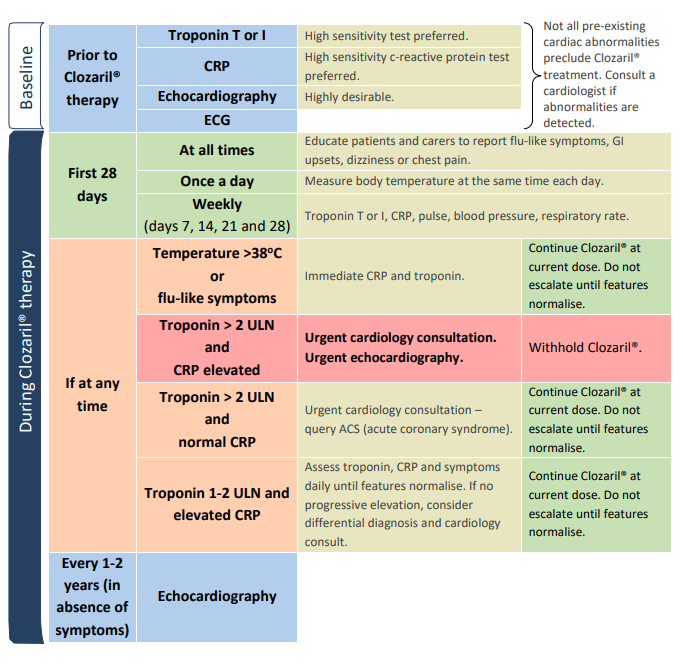 Baseline
Prior to
Clozaril®
therapy
Troponin T or I
High sensitivity test preferred.
CRP
High sensitivity c-reactive protein test
preferred.
Echocardiography
Highly desirable.
ECG
Not all pre-existing
cardiac abnormalities
preclude Clozaril®
treatment. Consult a
cardiologist if
abnormalities are
detected.
During Clozaril® therapy
First 28
days
At all times
Educate patients and carers to report flu-like symptoms, GI
upsets, dizziness or chest pain.
Once a day
Measure body temperature at the same time each day.
Weekly
(days 7, 14, 21 and 28)
Troponin T or I, CRP, pulse, blood pressure, respiratory rate.
If at any
time
Temperature >38ºC
or
flu-like symptoms
Immediate CRP and troponin.
Continue Clozaril® at
current dose. Do not
escalate until features
normalise.
Troponin > 2 ULN
and
CRP elevated
Urgent cardiology consultation.
Urgent echocardiography.
Withhold Clozaril®.
Troponin > 2 ULN
and
normal CRP
Urgent cardiology consultation –
query ACS (acute coronary syndrome).
Continue Clozaril® at
current dose. Do not
escalate until features
normalise.
Troponin 1-2 ULN and
elevated CRP
Assess troponin, CRP and symptoms
daily until features normalise. If no
progressive elevation, consider
differential diagnosis and cardiology
consult.
Continue Clozaril® at
current dose. Do not
escalate until features
normalise.
Every 1-2
years (in
absence of
symptoms)
Echocardiography